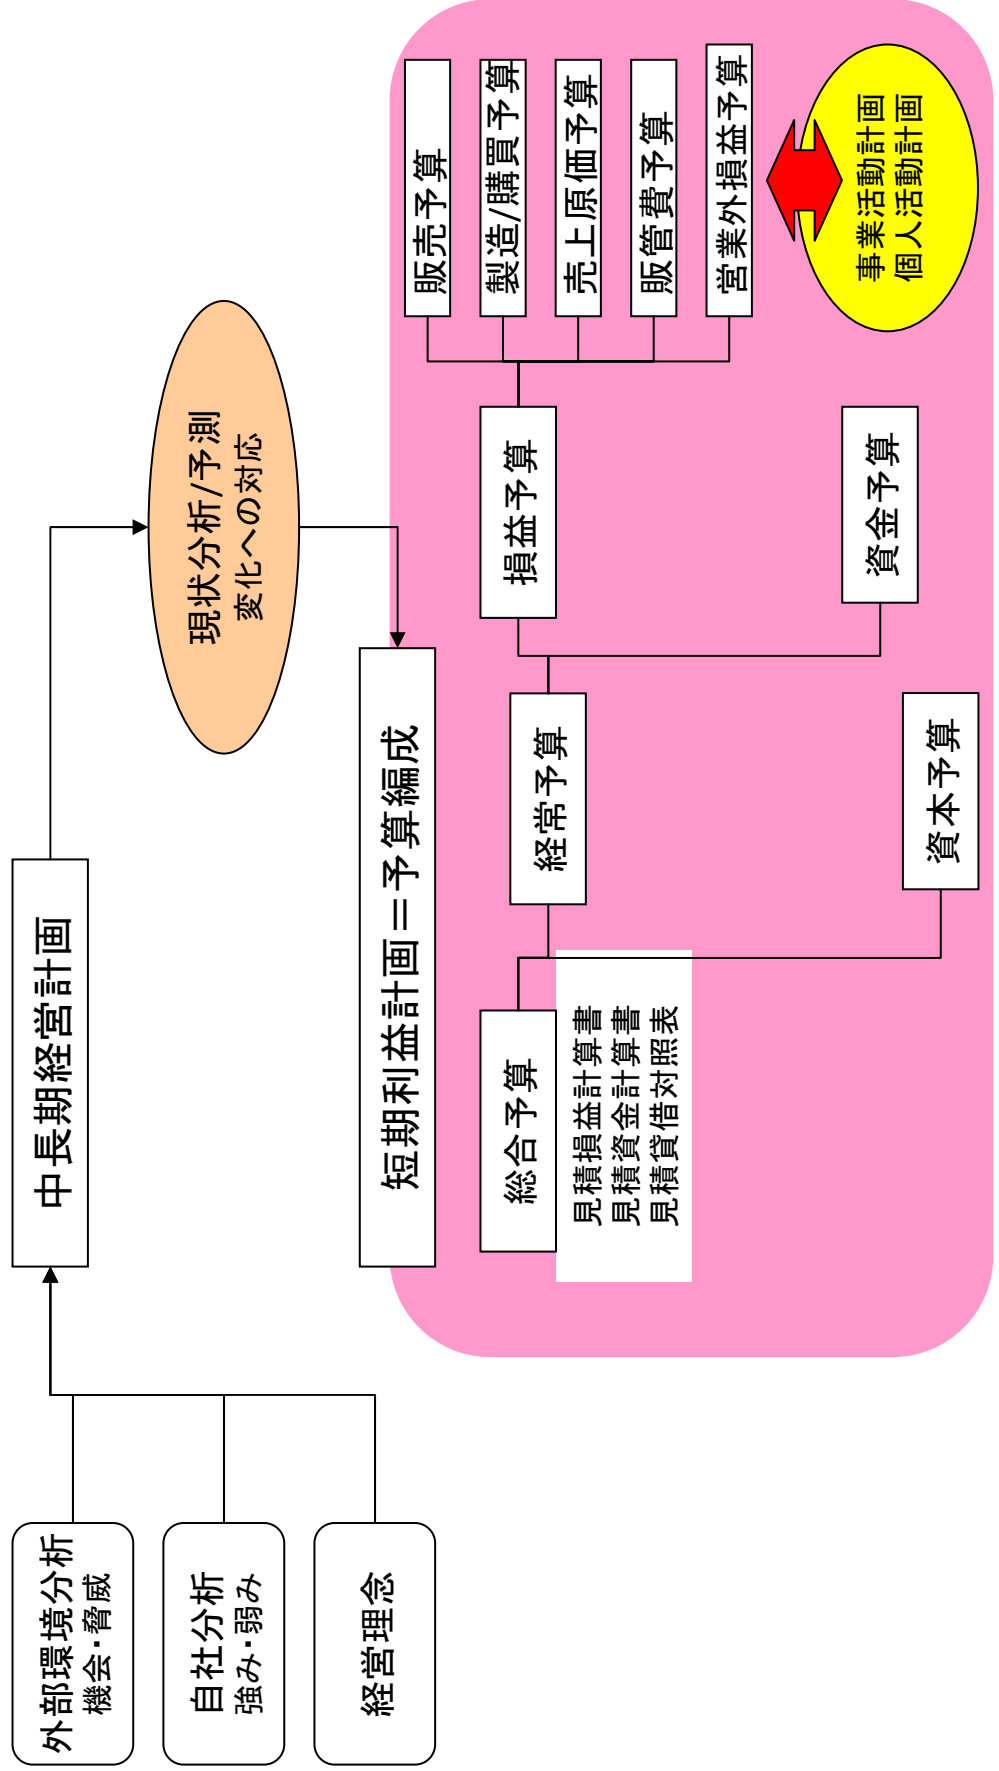 外部環境分析
機会・脅威
自社分析
強み・弱み
経営理念
中長期経営計画
現状分析/予測
変化への対応
短期利益計画＝予算編成
総合予算
見積損益計算書
見積資金計算書
見積貸借対照表
経常予算
資本予算
損益予算
資金予算
販売予算
製造/購買予算
売上原価予算
販管費予算
営業外損益予算
事業活動計画
個人活動計画